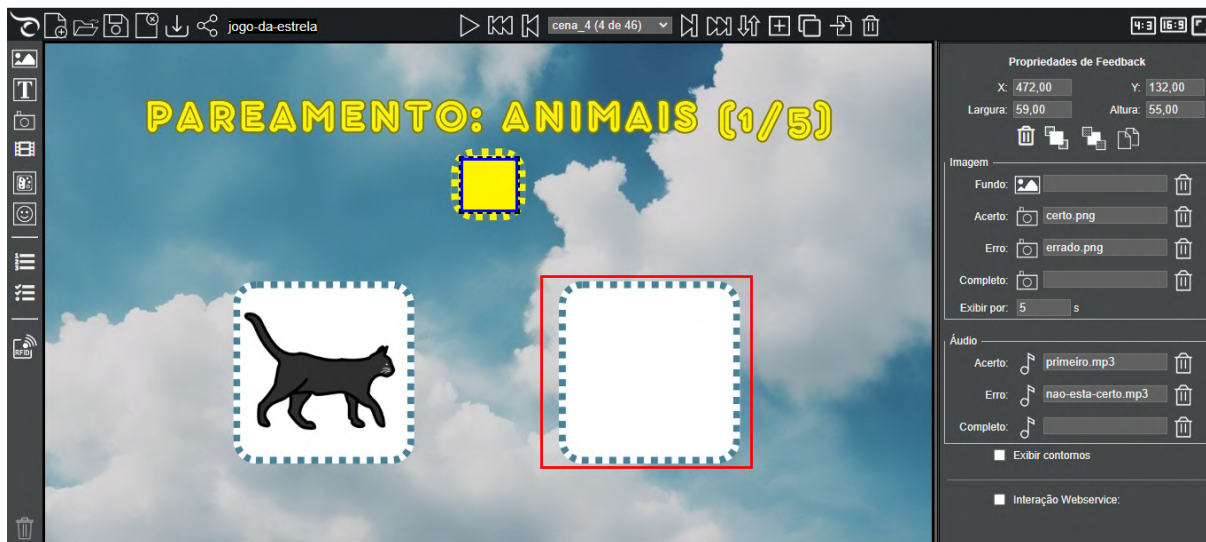 jogo-da-estrela
cena_4 (4 de 46)
4:3 16:9
T
PAREAMENTO: ANIMAIS (1/5)
RFID
Propriedades de Feedback
X: 472,00 Y: 132,00
Largura: 59,00 Altura: 55,00
Imagem
Fundo:
Acerto: certo.png
Erro: errado.png
Completo:
Exibir por: 5 s
Áudio
Acerto: primeiro.mp3
Erro: nao-esta-certo.mp3
Completo:
Exibir contornos
Interação Webservice: